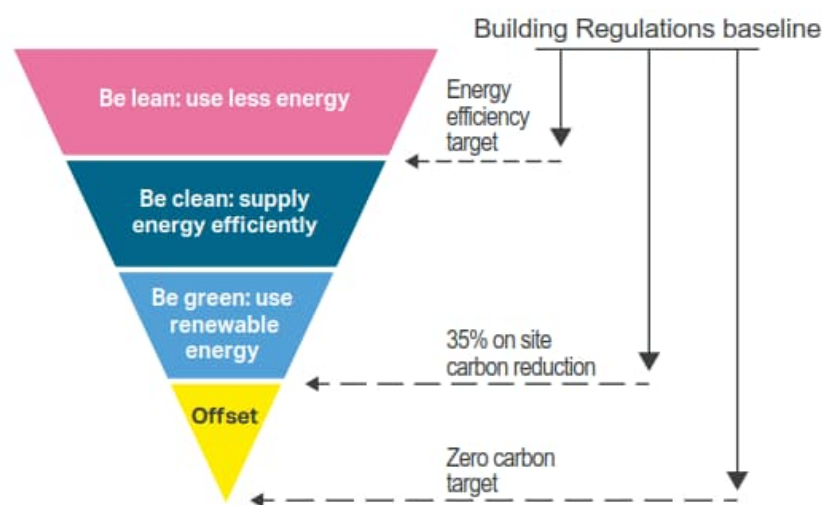 Building Regulations baseline
Be lean: use less energy
Energy
efficiency
target
Be clean: supply
energy efficiently
Be green: use
renewable
energy
35% on site
carbon reduction
Offset
Zero carbon
target